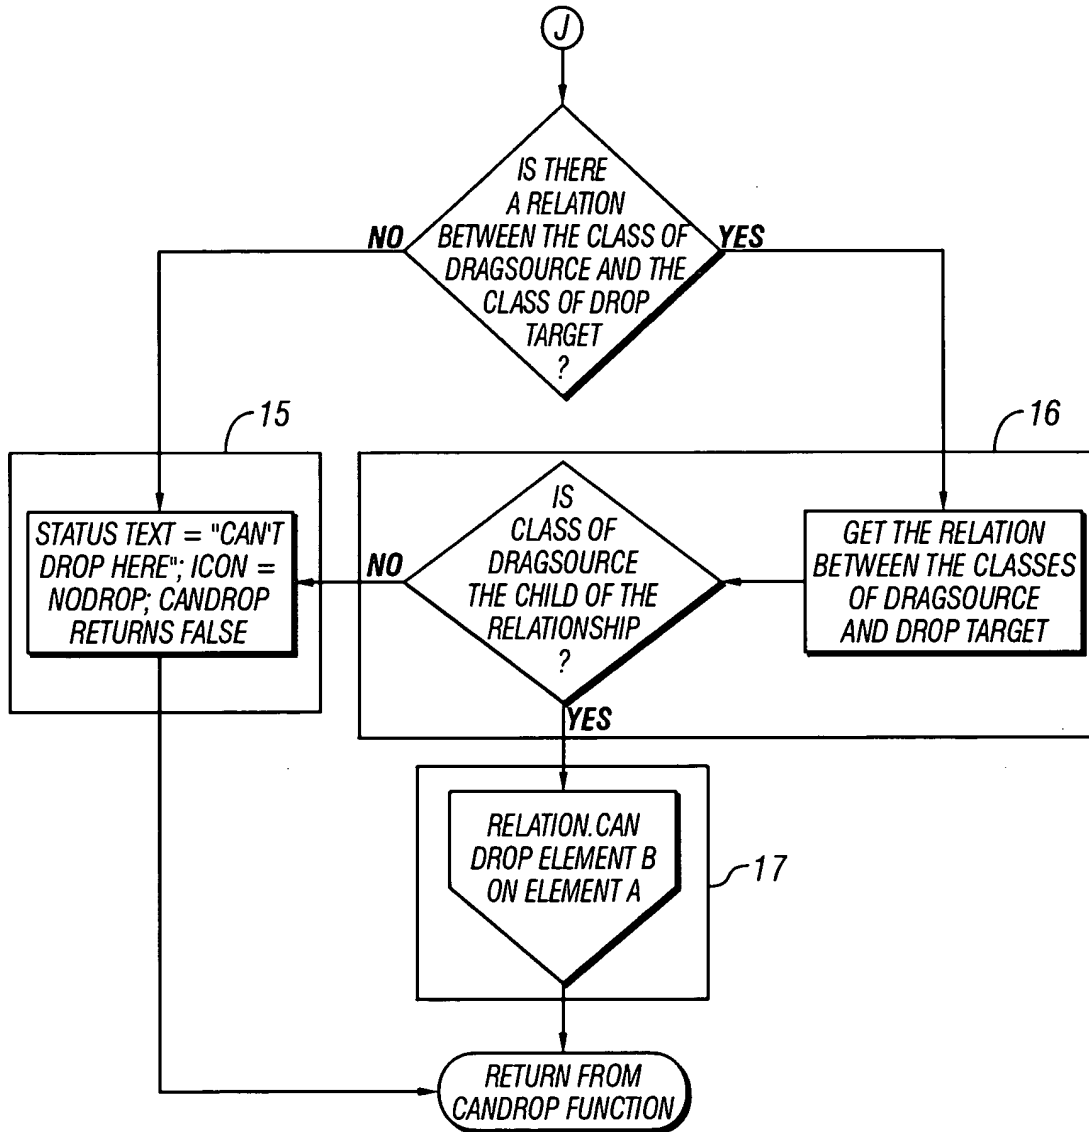 J
IS THERE
A RELATION
BETWEEN THE CLASS OF
DRAGSOURCE AND THE
CLASS OF DROP
TARGET
?
NO
YES
15
16
STATUS TEXT = "CAN'T
DROP HERE"; ICON =
NODROP; CANDROP
RETURNS FALSE
IS
CLASS OF
DRAGSOURCE
THE CHILD OF THE
RELATIONSHIP
?
NO
YES
GET THE RELATION
BETWEEN THE CLASSES
OF DRAGSOURCE
AND DROP TARGET
RELATION.CAN
DROP ELEMENT B
ON ELEMENT A
17
RETURN FROM
CANDROP FUNCTION